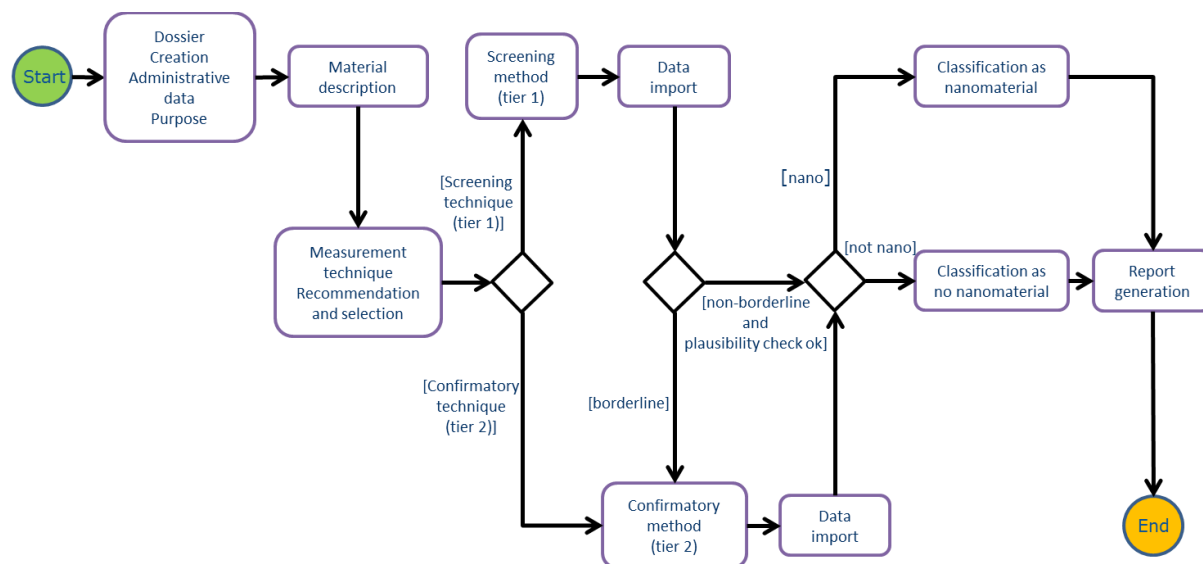 Start
Dossier
Creation
Administrative
data
Purpose
Material
description
Measurement
technique
Recommendation
and selection
[Screening
technique
(tier 1)]
[Confirmatory
technique
(tier 2)]
Screening
method
(tier 1)
Data
import
[non-borderline
and
plausibility check ok]
[borderline]
Confirmatory
method
(tier 2)
Data
import
[nano]
[not nano]
Classification as
nanomaterial
Classification as
no nanomaterial
Report
generation
End